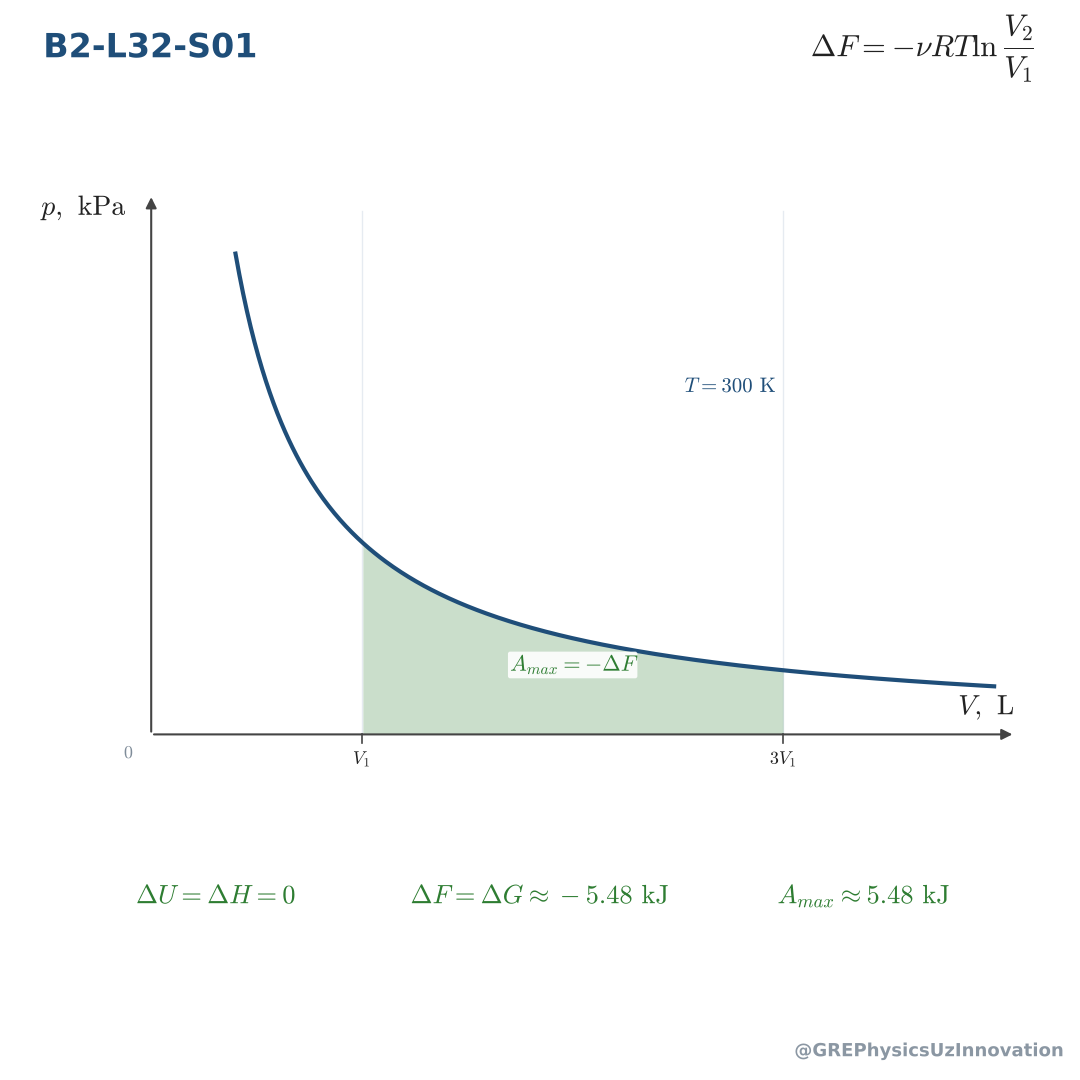 B2-L32-S01
ΔF = −νRT ln V₂/V₁
p, kPa
T = 300 K
A_max = −ΔF
V, L
0
V₁
3V₁
ΔU = ΔH = 0
ΔF = ΔG ≈ −5.48 kJ
A_max ≈ 5.48 kJ
@GREPhysicsUzInnovation